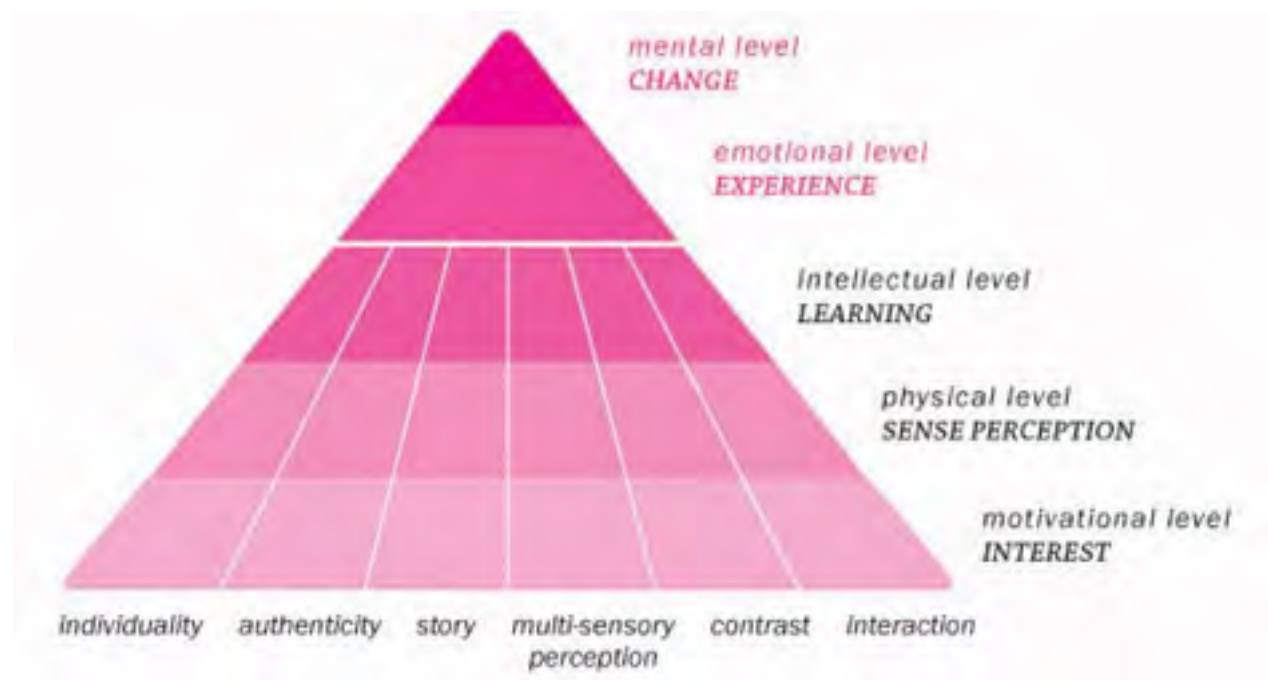 mental level
CHANGE
emotional level
EXPERIENCE
intellectual level
LEARNING
physical level
SENSE PERCEPTION
motivational level
INTEREST
individuality authenticity story multi-sensory contrast interaction
perception